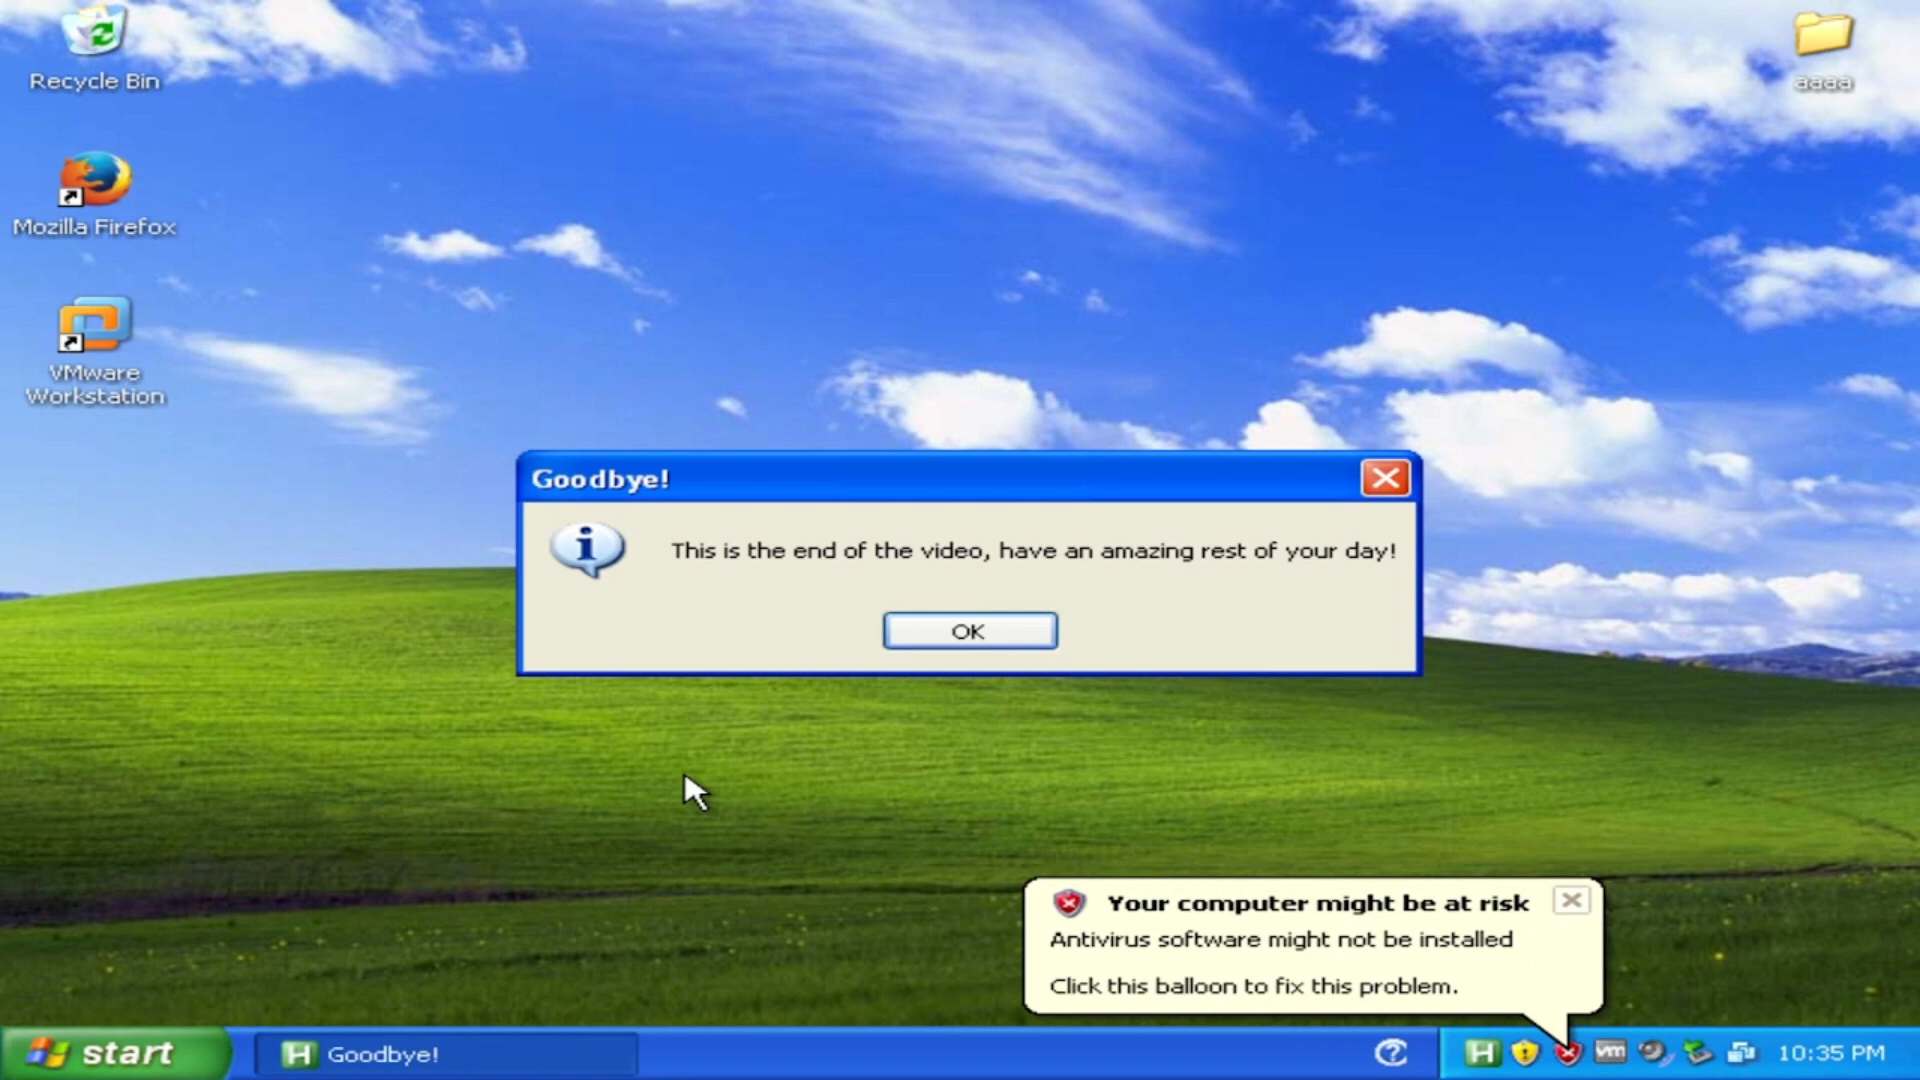 Recycle Bin
aaaa
Mozilla Firefox
VMware
Workstation
Goodbye!
This is the end of the video, have an amazing rest of your day!
OK
Your computer might be at risk
Antivirus software might not be installed
Click this balloon to fix this problem.
start
H Goodbye!
H
vm
10:35 PM